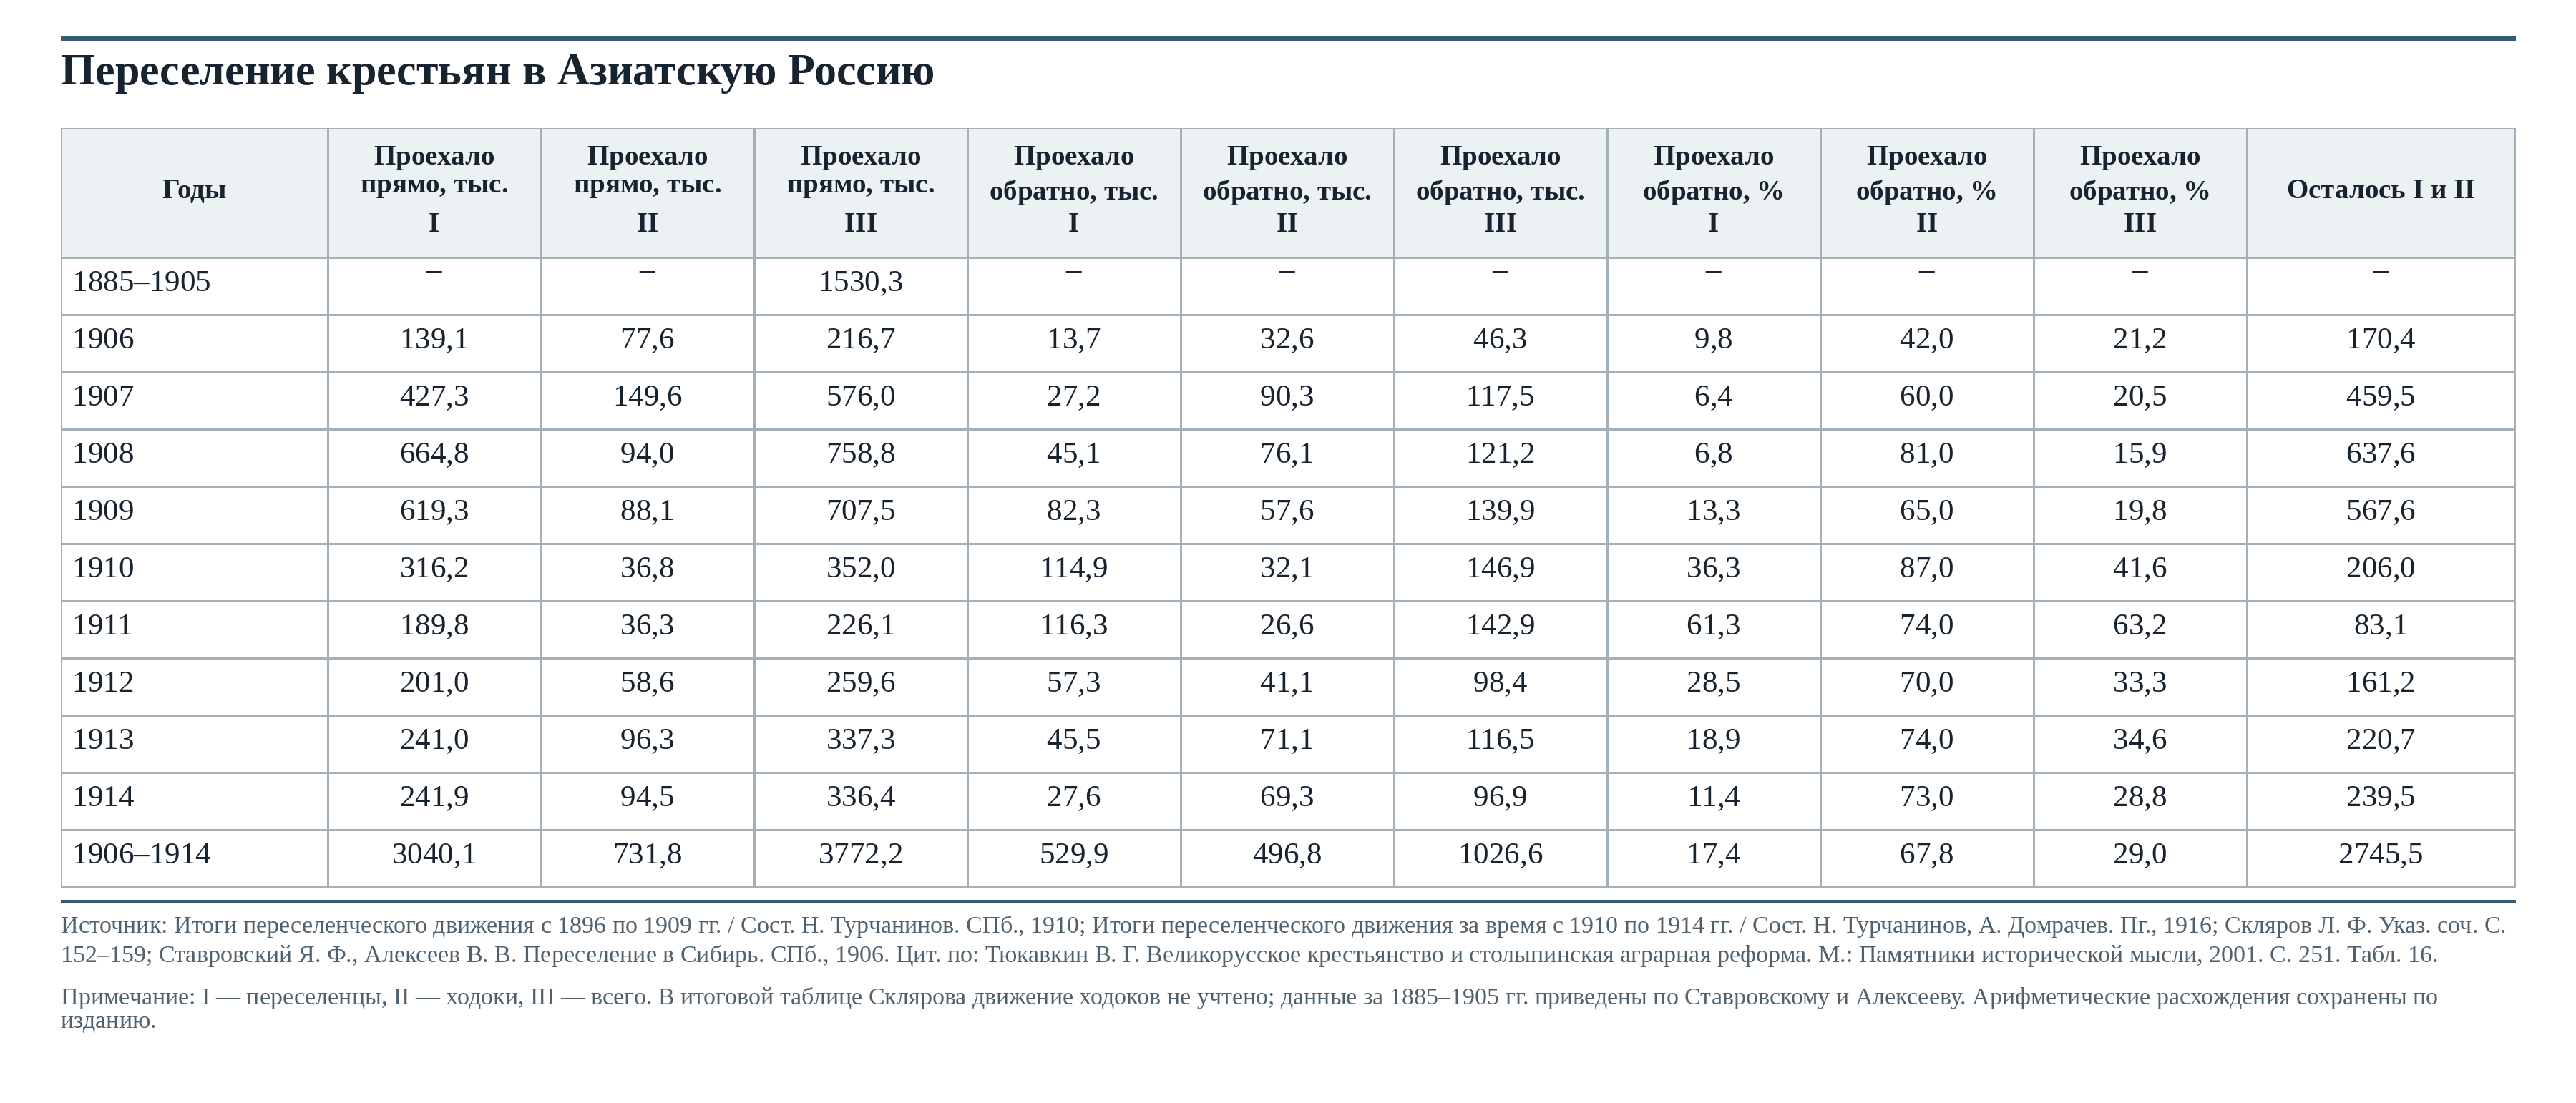 Переселение крестьян в Азиатскую Россию
Годы | Проехало прямо, тыс. I | Проехало прямо, тыс. II | Проехало прямо, тыс. III | Проехало обратно, тыс. I | Проехало обратно, тыс. II | Проехало обратно, тыс. III | Проехало обратно, % I | Проехало обратно, % II | Проехало обратно, % III | Осталось I и II
1885–1905 | – | – | 1530,3 | – | – | – | – | – | – | –
1906 | 139,1 | 77,6 | 216,7 | 13,7 | 32,6 | 46,3 | 9,8 | 42,0 | 21,2 | 170,4
1907 | 427,3 | 149,6 | 576,0 | 27,2 | 90,3 | 117,5 | 6,4 | 60,0 | 20,5 | 459,5
1908 | 664,8 | 94,0 | 758,8 | 45,1 | 76,1 | 121,2 | 6,8 | 81,0 | 15,9 | 637,6
1909 | 619,3 | 88,1 | 707,5 | 82,3 | 57,6 | 139,9 | 13,3 | 65,0 | 19,8 | 567,6
1910 | 316,2 | 36,8 | 352,0 | 114,9 | 32,1 | 146,9 | 36,3 | 87,0 | 41,6 | 206,0
1911 | 189,8 | 36,3 | 226,1 | 116,3 | 26,6 | 142,9 | 61,3 | 74,0 | 63,2 | 83,1
1912 | 201,0 | 58,6 | 259,6 | 57,3 | 41,1 | 98,4 | 28,5 | 70,0 | 33,3 | 161,2
1913 | 241,0 | 96,3 | 337,3 | 45,5 | 71,1 | 116,5 | 18,9 | 74,0 | 34,6 | 220,7
1914 | 241,9 | 94,5 | 336,4 | 27,6 | 69,3 | 96,9 | 11,4 | 73,0 | 28,8 | 239,5
1906–1914 | 3040,1 | 731,8 | 3772,2 | 529,9 | 496,8 | 1026,6 | 17,4 | 67,8 | 29,0 | 2745,5
Источник: Итоги переселенческого движения с 1896 по 1909 гг. / Сост. Н. Турчанинов. СПб., 1910; Итоги переселенческого движения за время с 1910 по 1914 гг. / Сост. Н. Турчанинов, А. Домрачев. Пг., 1916; Скляров Л. Ф. Указ. соч. С.
152–159; Ставровский Я. Ф., Алексеев В. В. Переселение в Сибирь. СПб., 1906. Цит. по: Тюкавкин В. Г. Великорусское крестьянство и столыпинская аграрная реформа. М.: Памятники исторической мысли, 2001. С. 251. Табл. 16.
Примечание: I — переселенцы, II — ходоки, III — всего. В итоговой таблице Склярова движение ходоков не учтено; данные за 1885–1905 гг. приведены по Ставровскому и Алексееву. Арифметические расхождения сохранены по
изданию.